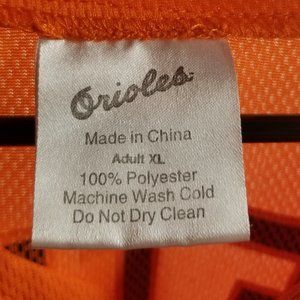 Orioles
Made in China
Adult XL
100% Polyester
Machine Wash Cold
Do Not Dry Clean